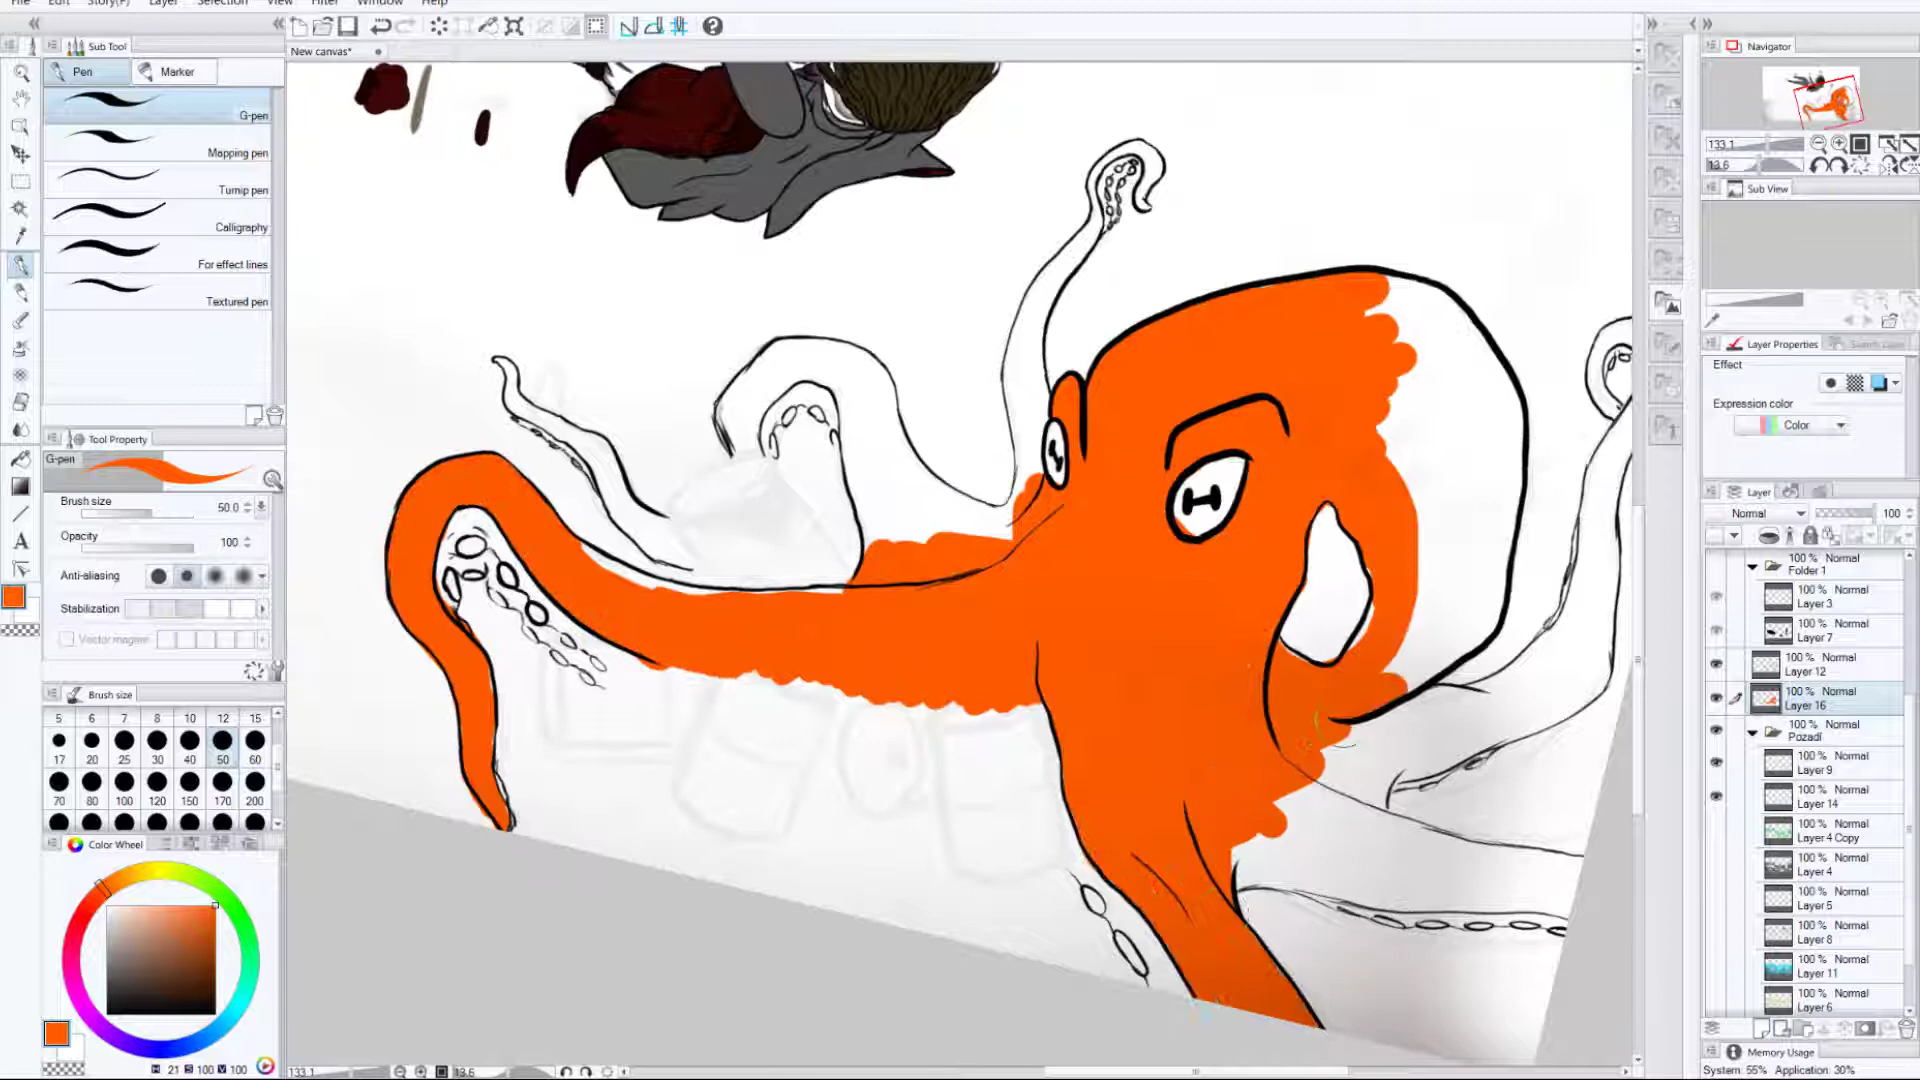 File Edit Story(P) Layer Selection View Filter Window Help
New canvas*
Sub Tool
Pen
Marker
G-pen
Mapping pen
Turnip pen
Calligraphy
For effect lines
Textured pen
Tool Property
G-pen
Brush size 50.0
Opacity 100
Anti-aliasing
Stabilization
Vector magne
Brush size
5 6 7 8 10 12 15
17 20 25 30 40 50 60
70 80 100 120 150 170 200
Color Wheel
H 21 S 100 V 100
133.1 13.6
Navigator
133.1
13.6
Sub View
Layer Properties Search Layer
Effect
Expression color
Color
Layer
Normal 100
100 % Normal
Folder 1
100 % Normal
Layer 3
100 % Normal
Layer 7
100 % Normal
Layer 12
100 % Normal
Layer 16
100 % Normal
Pozadí
100 % Normal
Layer 9
100 % Normal
Layer 14
100 % Normal
Layer 4 Copy
100 % Normal
Layer 4
100 % Normal
Layer 5
100 % Normal
Layer 8
100 % Normal
Layer 11
100 % Normal
Layer 6
Memory Usage
System: 55% Application: 30%